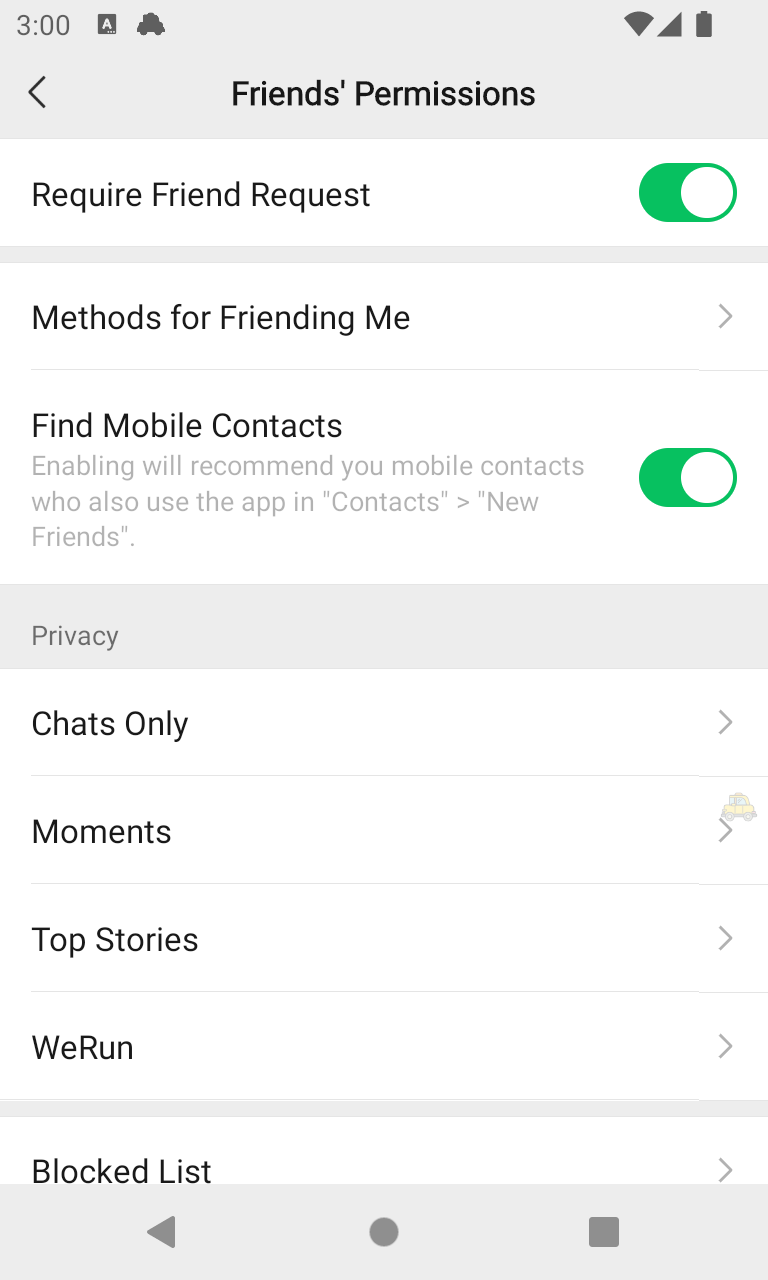 3:00
Friends' Permissions
Require Friend Request
Methods for Friending Me
Find Mobile Contacts
Enabling will recommend you mobile contacts
who also use the app in "Contacts" > "New
Friends".
Privacy
Chats Only
Moments
Top Stories
WeRun
Blocked List